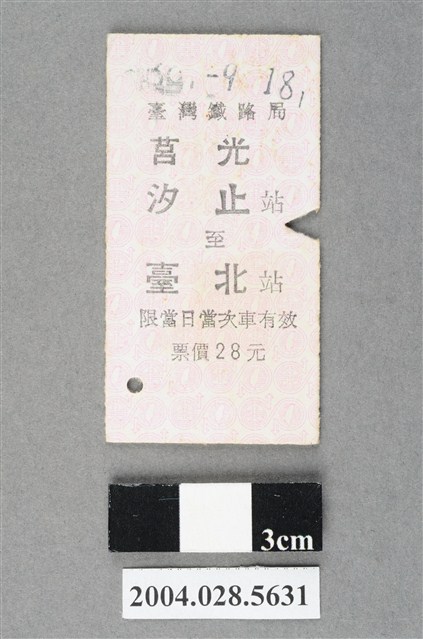 -9. 18,
臺灣鐵路局
莒光
汐止站
至
臺北站
限當日當次車有效
票價28元
3cm
2004.028.5631